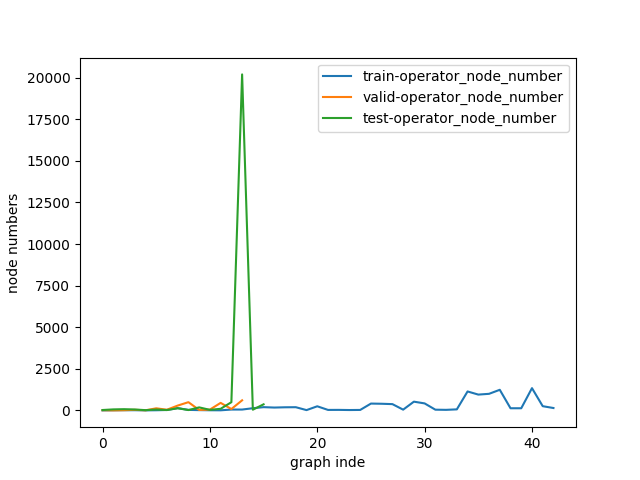 train-operator_node_number
valid-operator_node_number
test-operator_node_number
20000
17500
15000
12500
10000
7500
5000
2500
0
node numbers
0 10 20 30 40
graph inde